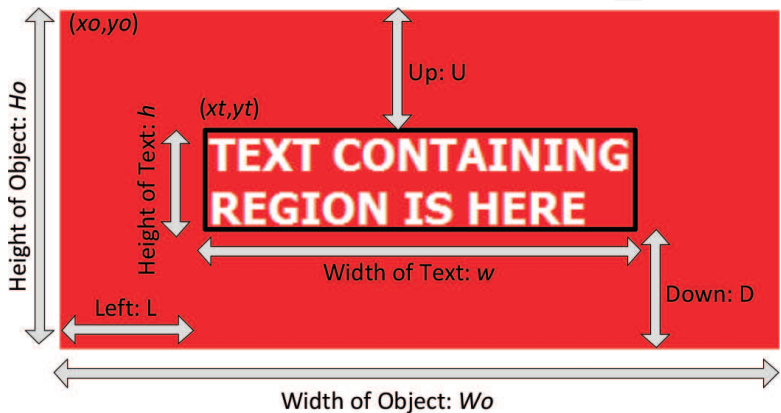 (xo,yo)
Up: U
Height of Object: Ho
(xt,yt)
Height of Text: h
TEXT CONTAINING
REGION IS HERE
Width of Text: w
Left: L
Down: D
Width of Object: Wo